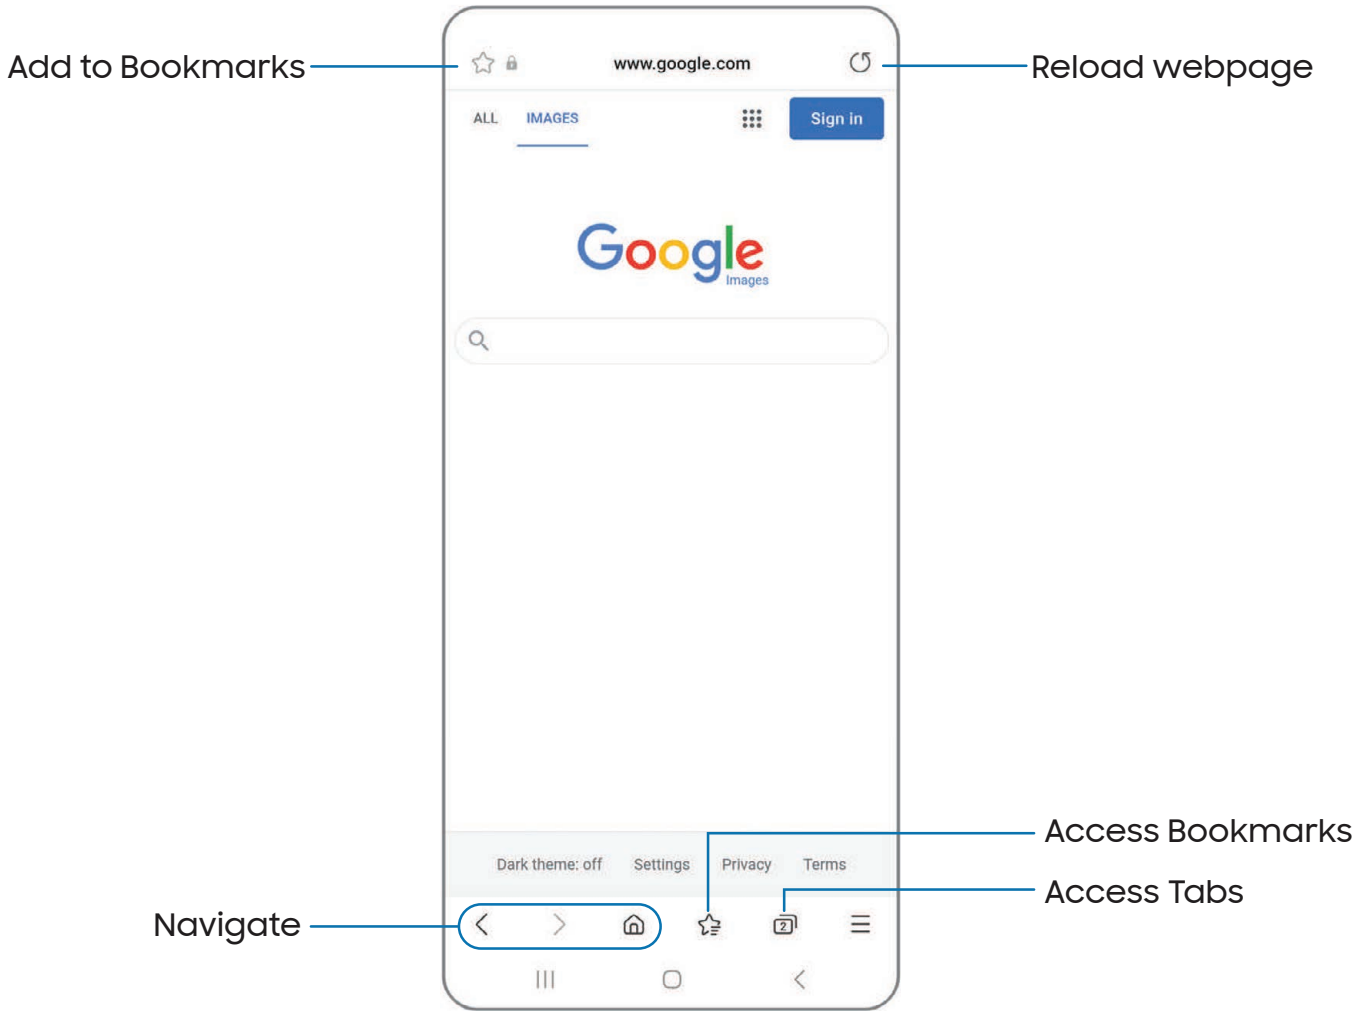 Add to Bookmarks
www.google.com
Reload webpage
ALL IMAGES
Sign in
Google
Images
Access Bookmarks
Dark theme: off Settings Privacy Terms
Access Tabs
Navigate
2